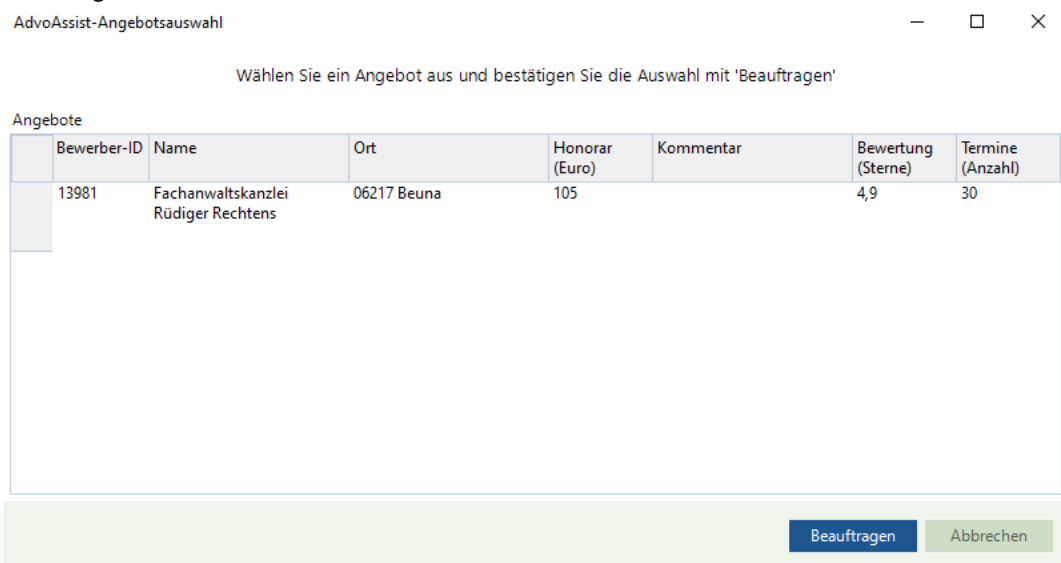 AdvoAssist-Angebotsauswahl
Wählen Sie ein Angebot aus und bestätigen Sie die Auswahl mit 'Beauftragen'
Angebote
Bewerber-ID Name Ort Honorar (Euro) Kommentar Bewertung (Sterne) Termine (Anzahl)
13981 Fachanwaltskanzlei Rüdiger Rechtens 06217 Beuna 105 4,9 30
Beauftragen Abbrechen